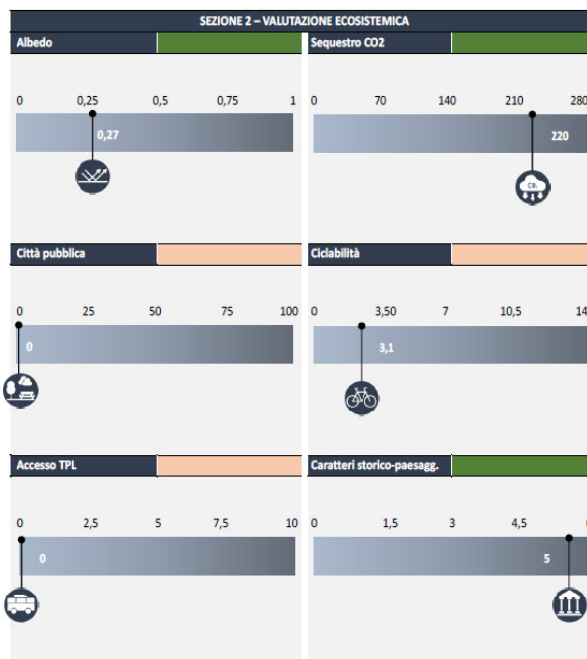 SEZIONE 2 – VALUTAZIONE ECOSISTEMICA
Albedo
Sequestro CO2
0 0,25 0,5 0,75 1
0 70 140 210 280
0,27
220
CO₂
Città pubblica
Ciclabilità
0 25 50 75 100
0 3,50 7 10,5 14
0
3,1
Accesso TPL
Caratteri storico-paesagg.
0 2,5 5 7,5 10
0 1,5 3 4,5
0
5